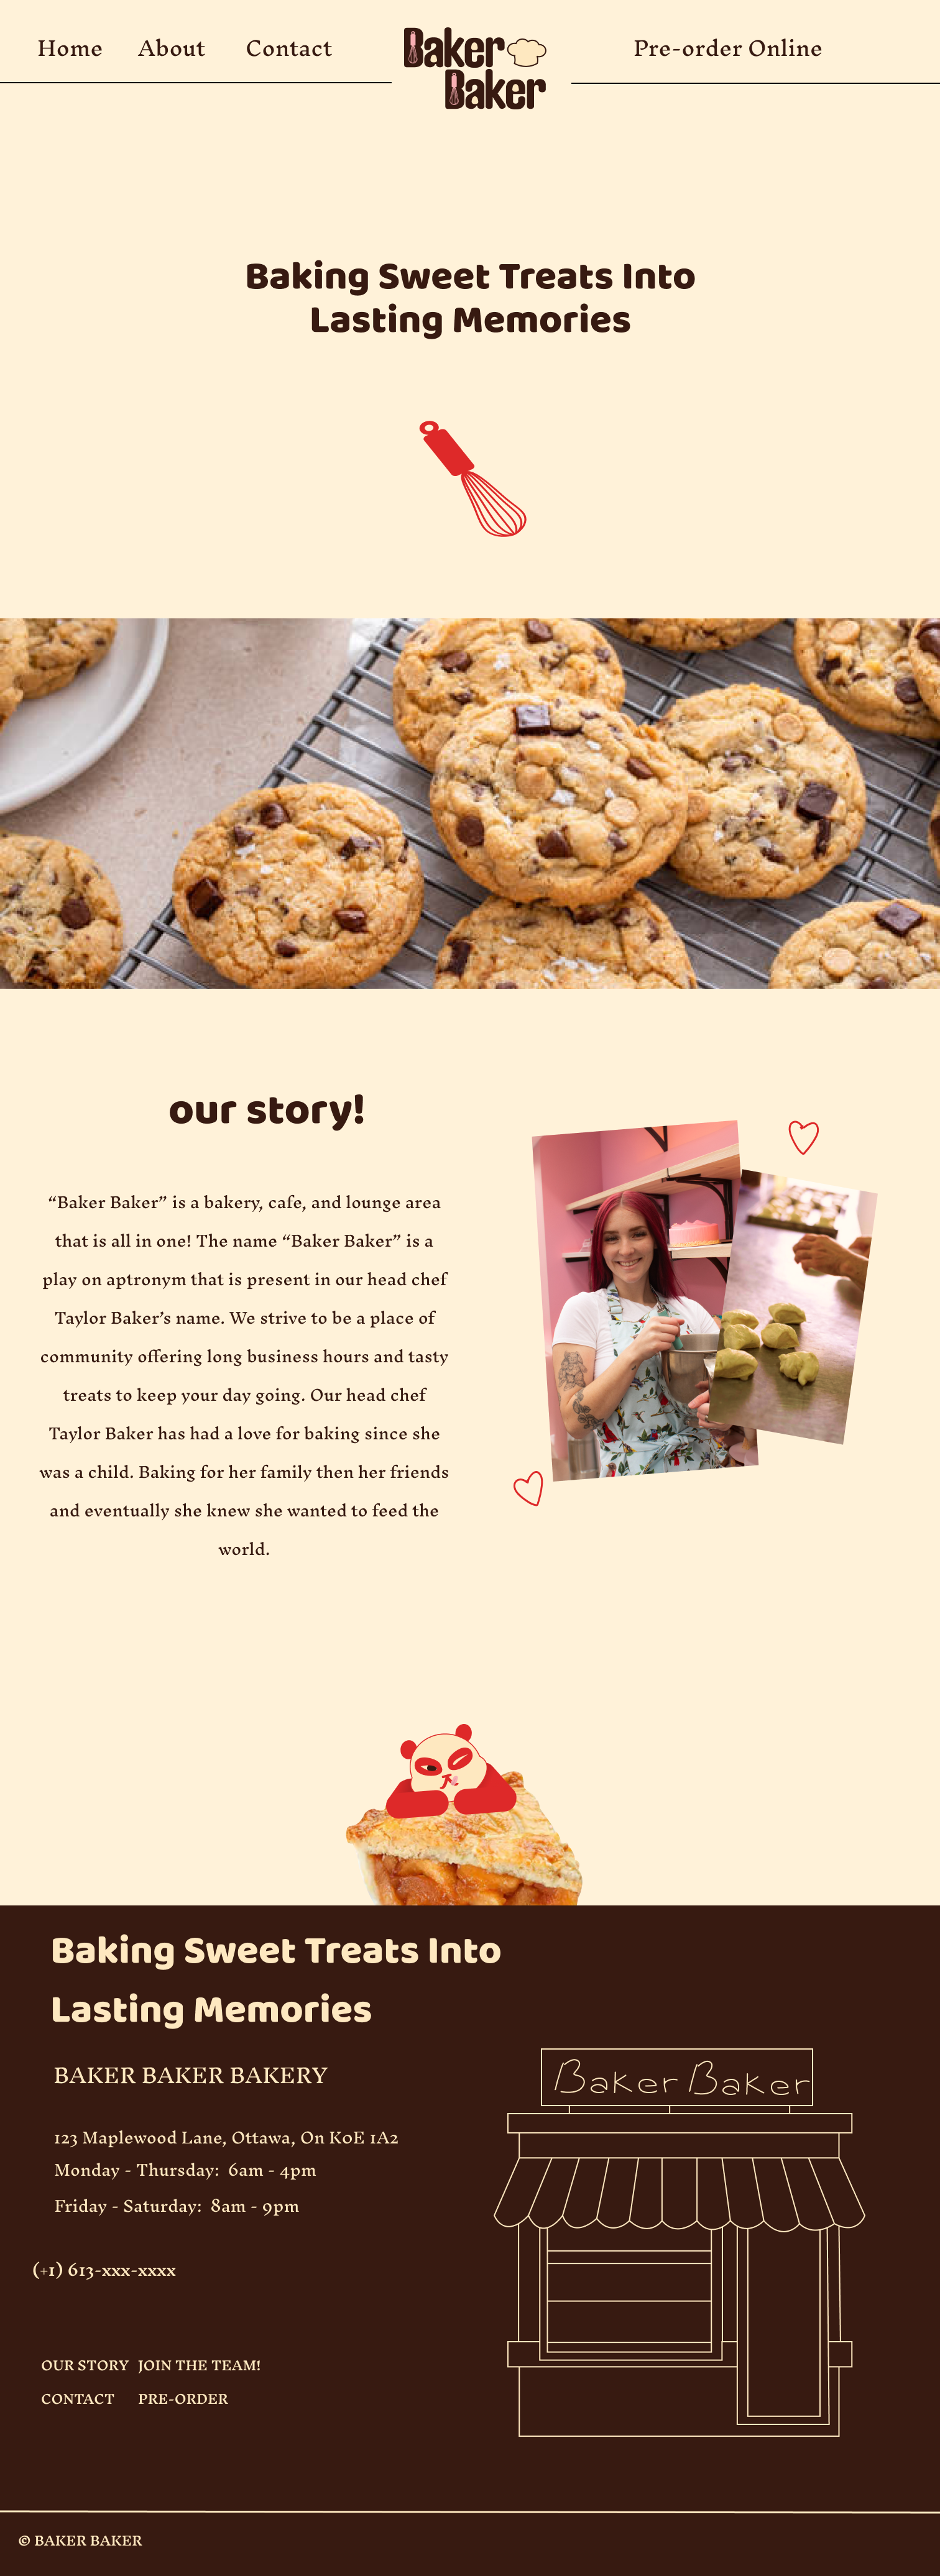 Home About Contact
Baker
Baker
Pre-order Online
Baking Sweet Treats Into
Lasting Memories
our story!
“Baker Baker” is a bakery, cafe, and lounge area
that is all in one! The name “Baker Baker” is a
play on aptronym that is present in our head chef
Taylor Baker’s name. We strive to be a place of
community offering long business hours and tasty
treats to keep your day going. Our head chef
Taylor Baker has had a love for baking since she
was a child. Baking for her family then her friends
and eventually she knew she wanted to feed the
world.
Baking Sweet Treats Into
Lasting Memories
BAKER BAKER BAKERY
123 Maplewood Lane, Ottawa, On K0E 1A2
Monday - Thursday: 6am - 4pm
Friday - Saturday: 8am - 9pm
(+1) 613-xxx-xxxx
OUR STORY JOIN THE TEAM!
CONTACT PRE-ORDER
Baker Baker
© BAKER BAKER